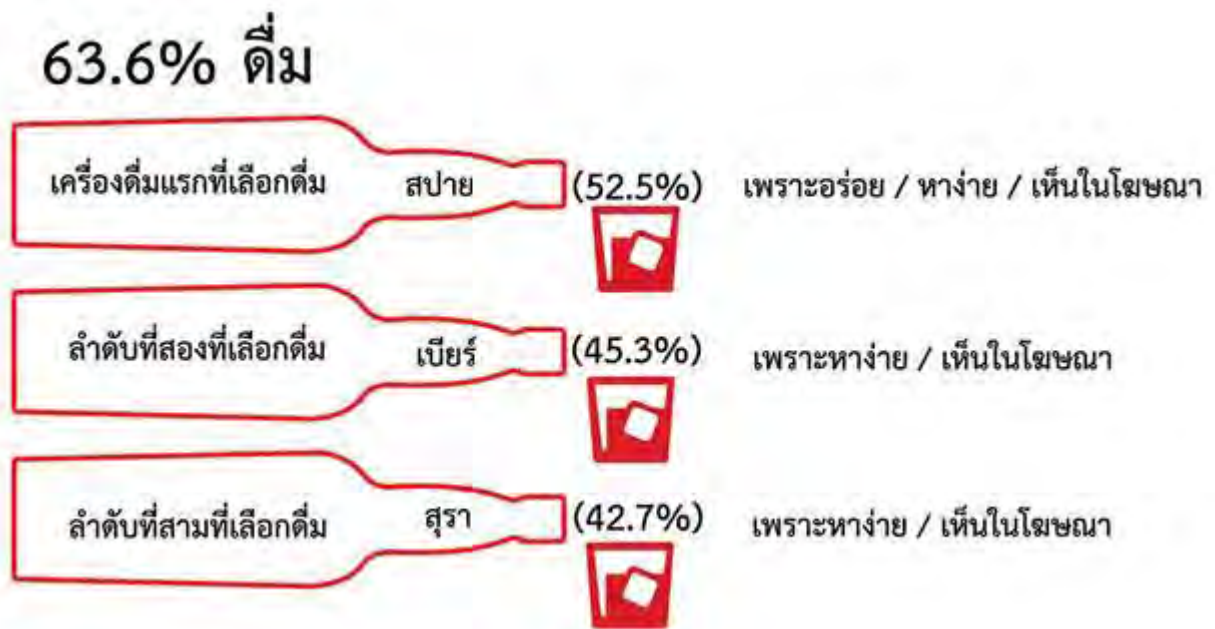 63.6% ดื่ม
เครื่องดื่มแรกที่เลือกดื่ม สปาย (52.5%) เพราะอร่อย / หาง่าย / เห็นในโฆษณา
ลำดับที่สองที่เลือกดื่ม เบียร์ (45.3%) เพราะหาง่าย / เห็นในโฆษณา
ลำดับที่สามที่เลือกดื่ม สุรา (42.7%) เพราะหาง่าย / เห็นในโฆษณา